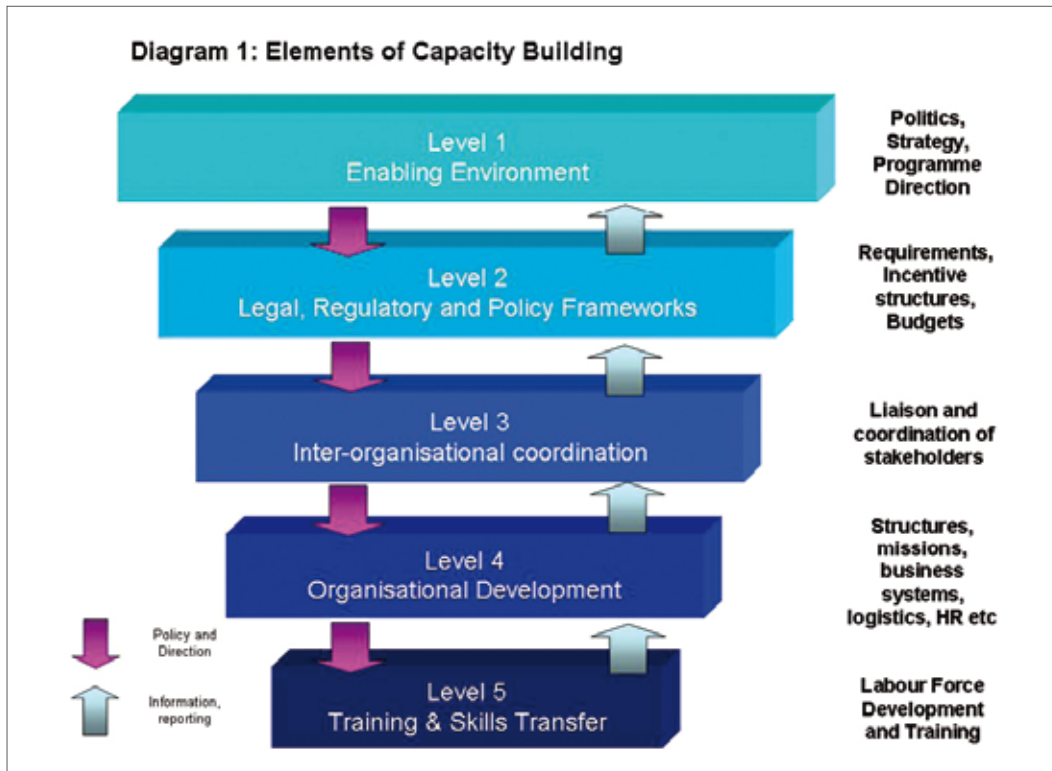 Diagram 1: Elements of Capacity Building
Level 1
Enabling Environment
Politics,
Strategy,
Programme
Direction
Level 2
Legal, Regulatory and Policy Frameworks
Requirements,
Incentive
structures,
Budgets
Level 3
Inter-organisational coordination
Liaison and
coordination of
stakeholders
Level 4
Organisational Development
Structures,
missions,
business
systems,
logistics, HR etc
Level 5
Training & Skills Transfer
Labour Force
Development
and Training
Policy and
Direction
Information,
reporting